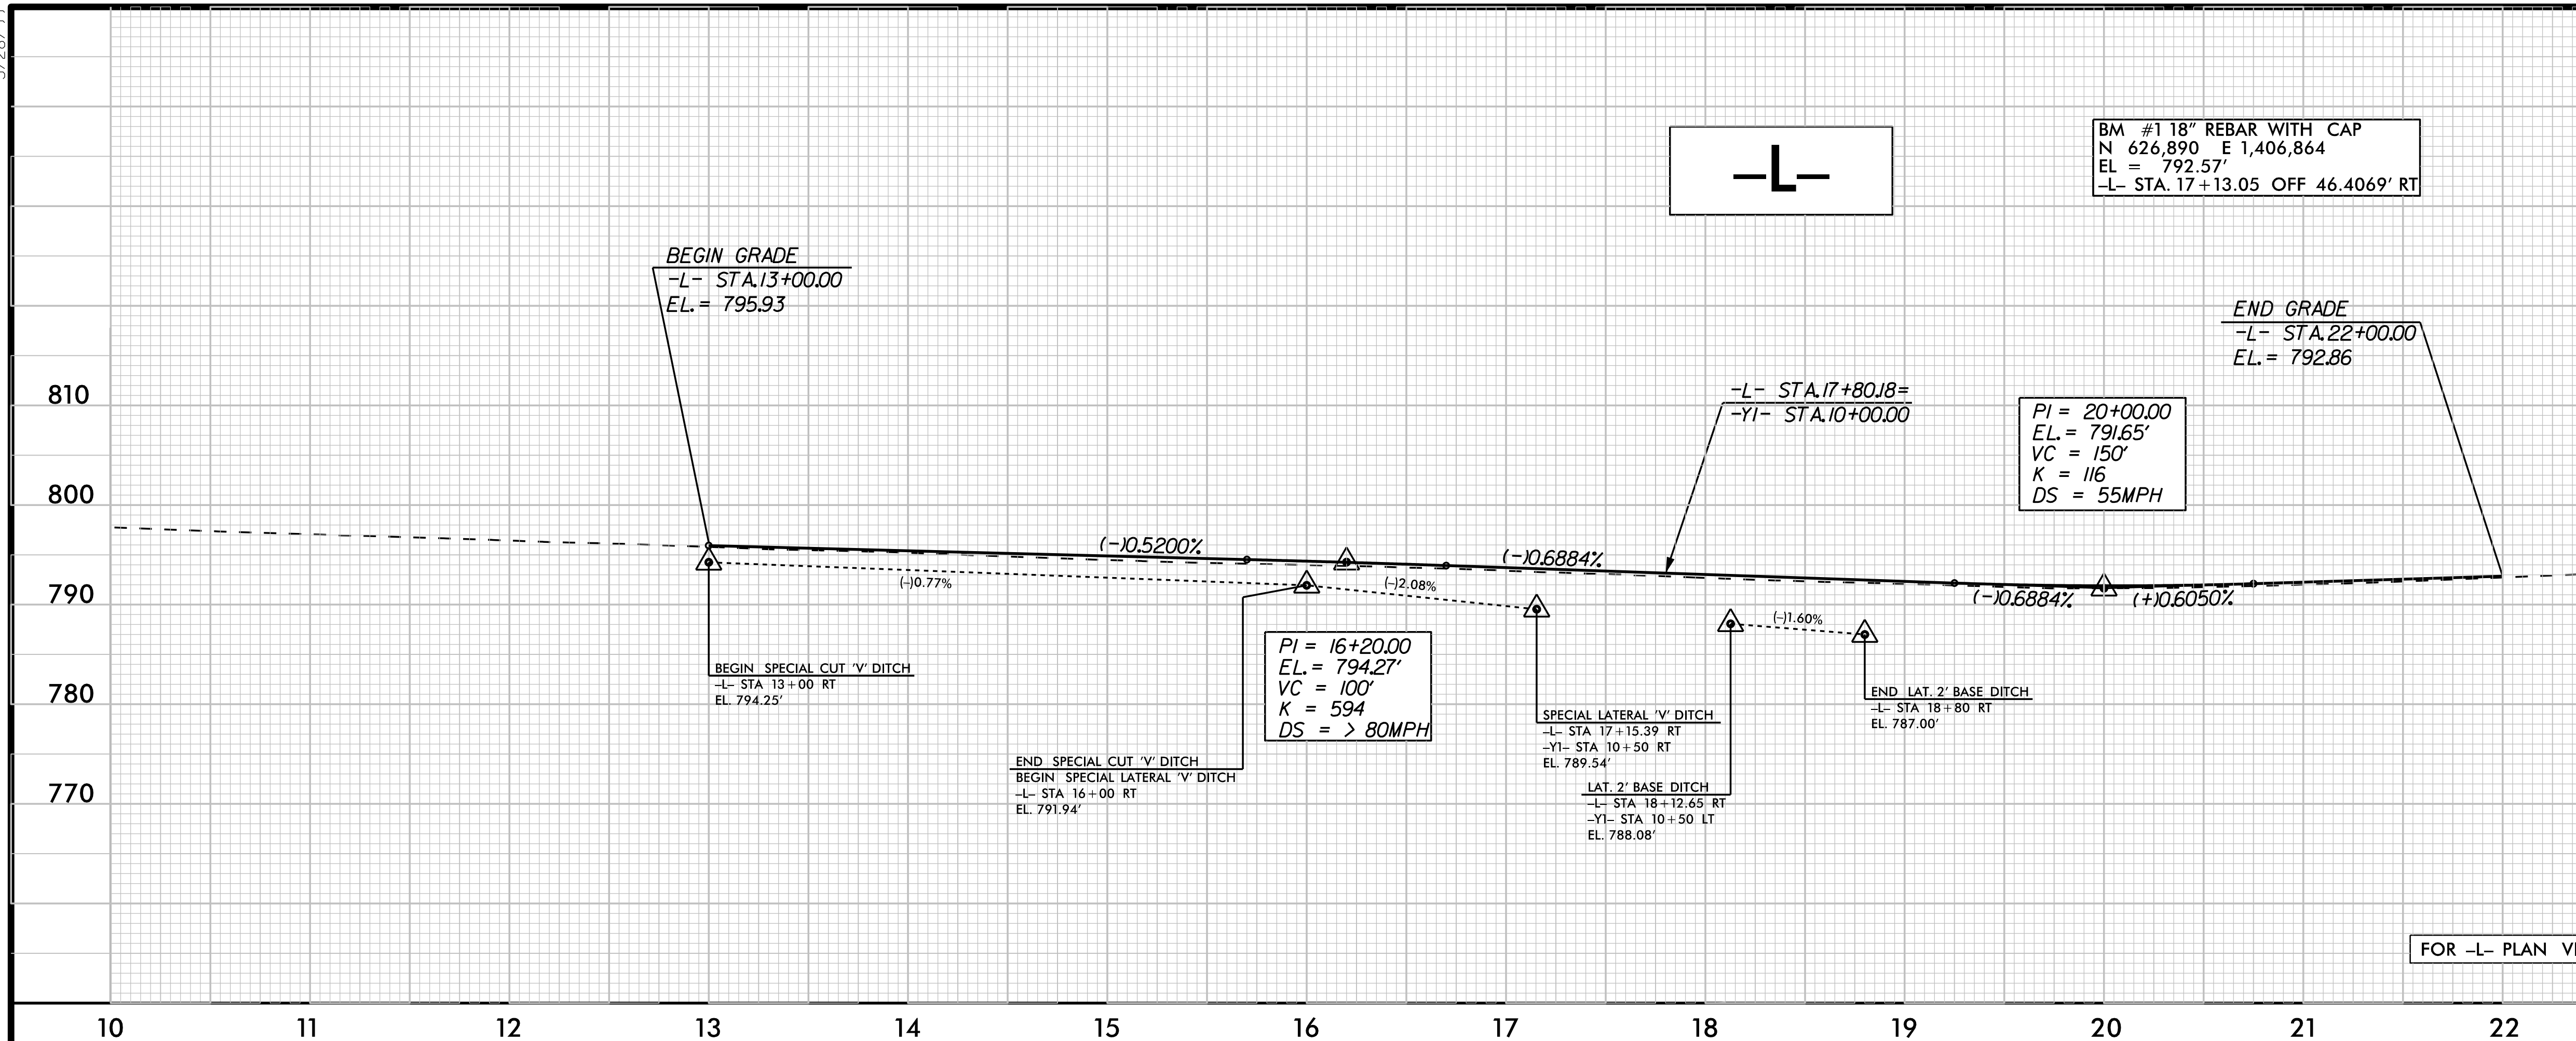 –L–
BM #1 18" REBAR WITH CAP
N 626,890 E 1,406,864
EL = 792.57'
–L– STA. 17+13.05 OFF 46.4069' RT
BEGIN GRADE
-L- STA.13+00.00
EL.= 795.93
END GRADE
-L- STA.22+00.00
EL.= 792.86
-L- STA.17+80.18=
-Y1- STA.10+00.00
PI = 20+00.00
EL.= 791.65'
VC = 150'
K = 116
DS = 55MPH
810
800
790
780
770
(-)0.5200%
(-)0.6884%
(–)0.77%
(–)2.08%
(-)0.6884%
(+)0.6050%
(–)1.60%
BEGIN SPECIAL CUT 'V' DITCH
–L– STA 13+00 RT
EL. 794.25'
PI = 16+20.00
EL.= 794.27'
VC = 100'
K = 594
DS = > 80MPH
END SPECIAL CUT 'V' DITCH
BEGIN SPECIAL LATERAL 'V' DITCH
–L– STA 16+00 RT
EL. 791.94'
SPECIAL LATERAL 'V' DITCH
–L– STA 17+15.39 RT
–Y1– STA 10+50 RT
EL. 789.54'
LAT. 2' BASE DITCH
–L– STA 18+12.65 RT
–Y1– STA 10+50 LT
EL. 788.08'
END LAT. 2' BASE DITCH
–L– STA 18+80 RT
EL. 787.00'
FOR –L– PLAN
10 11 12 13 14 15 16 17 18 19 20 21 22